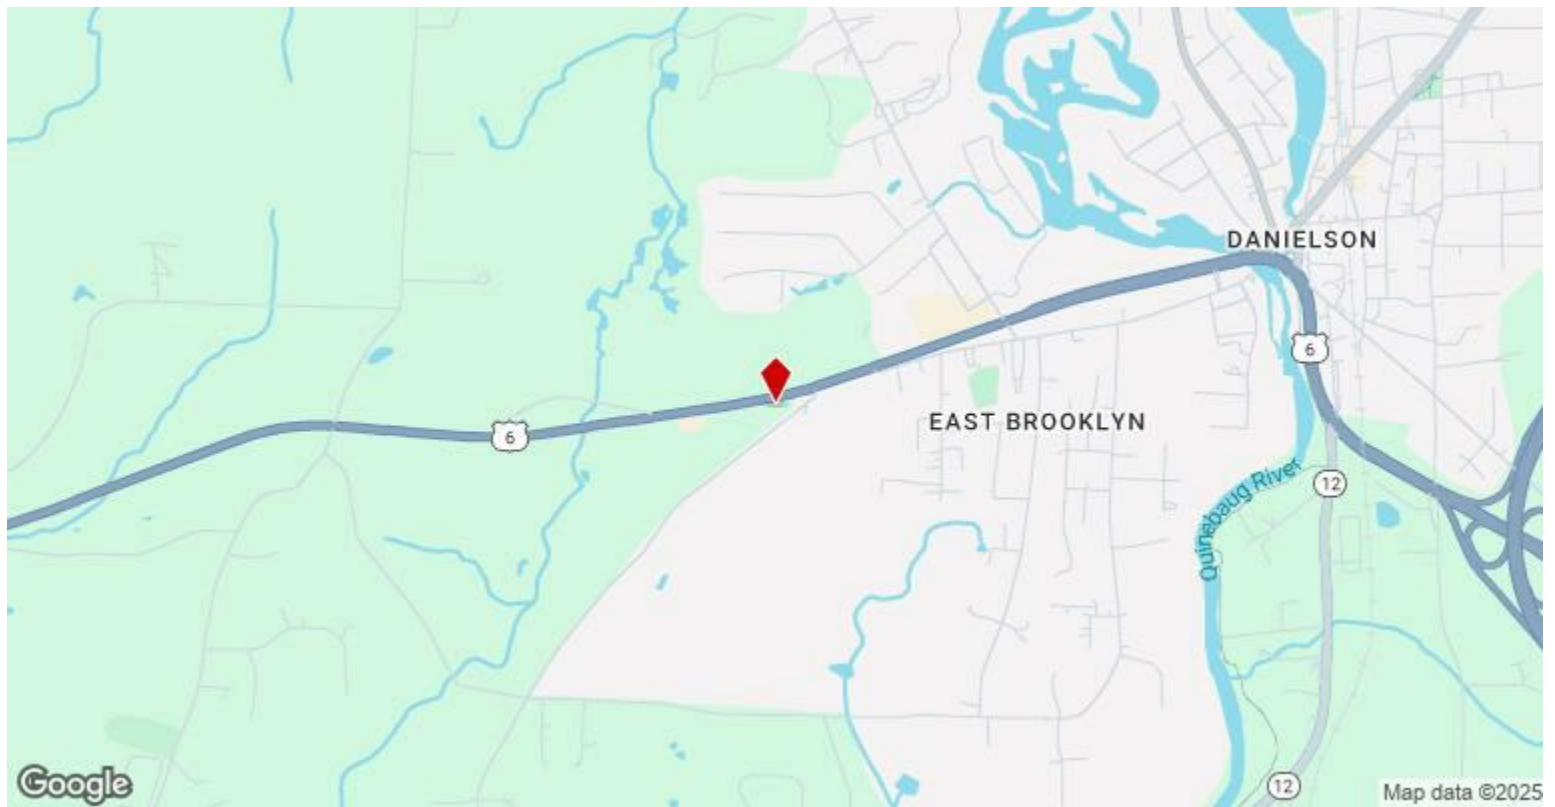 DANIELSON
6
EAST BROOKLYN
6
12
Quinebaug River
12
Google
Map data ©2025